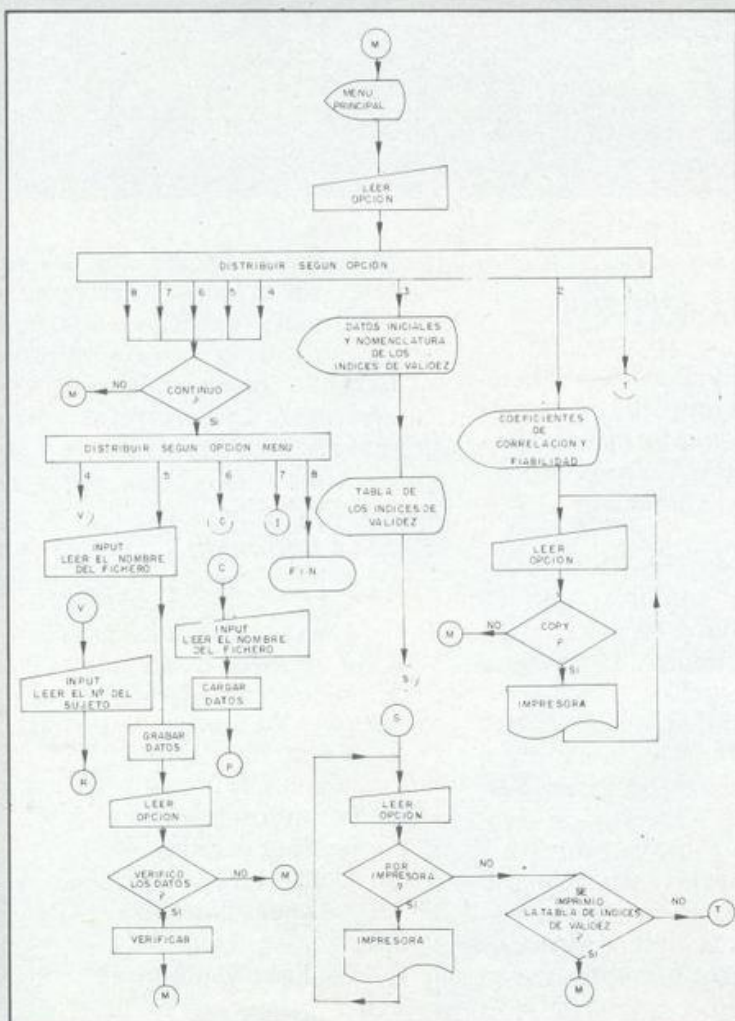 M
MENU
PRINCIPAL
LEER
OPCION
DISTRIBUIR SEGUN OPCION
8 7 6 5 4 3 2 1
DATOS INICIALES
Y NOMENCLATURA
DE LOS
INDICES DE VALIDEZ
T
M
NO
CONTINUO
?
SI
COEFICIENTES
DE
CORRELACION Y
FIABILIDAD
DISTRIBUIR SEGUN OPCION MENU
4 5 6 7 8
V
C
I
TABLA DE
LOS INDICES DE
VALIDEZ
INPUT
LEER EL NOMBRE
DEL FICHERO
FIN
LEER
OPCION
C
V
INPUT
LEER EL NOMBRE
DEL FICHERO
M
NO
COPY
?
SI
INPUT
LEER EL Nº DEL
SUJETO
CARGAR
DATOS
S
IMPRESORA
S
GRABAR
DATOS
R
P
LEER
OPCION
LEER
OPCION
VERIFICO
LOS DATOS
?
NO
M
SI
POR
IMPRESORA
?
NO
SI
SE
IMPRIMIO
LA TABLA DE INDICES
DE VALIDEZ
?
NO
T
SI
VERIFICAR
IMPRESORA
M
M